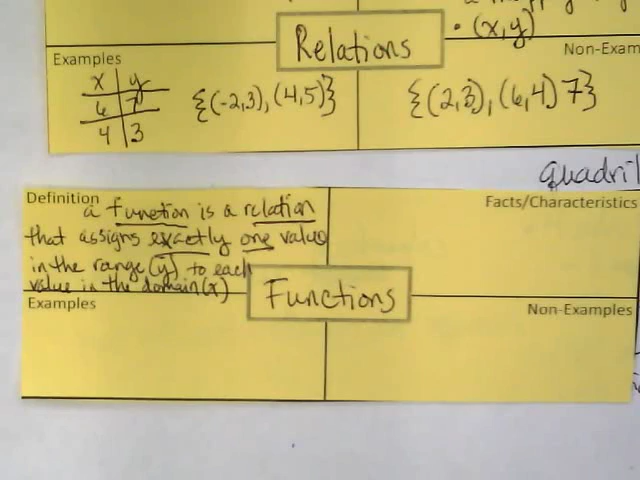 • (x,y)
Relations
Examples
Non-Exam
x y
6 7
4 3
{(-2,3), (4,5)}
{(2,3), (6,4) 7}
quadril
Definition
a function is a relation
that assigns exactly one value
in the range (y) to each
value in the domain (x)
Facts/Characteristics
Functions
Examples
Non-Examples